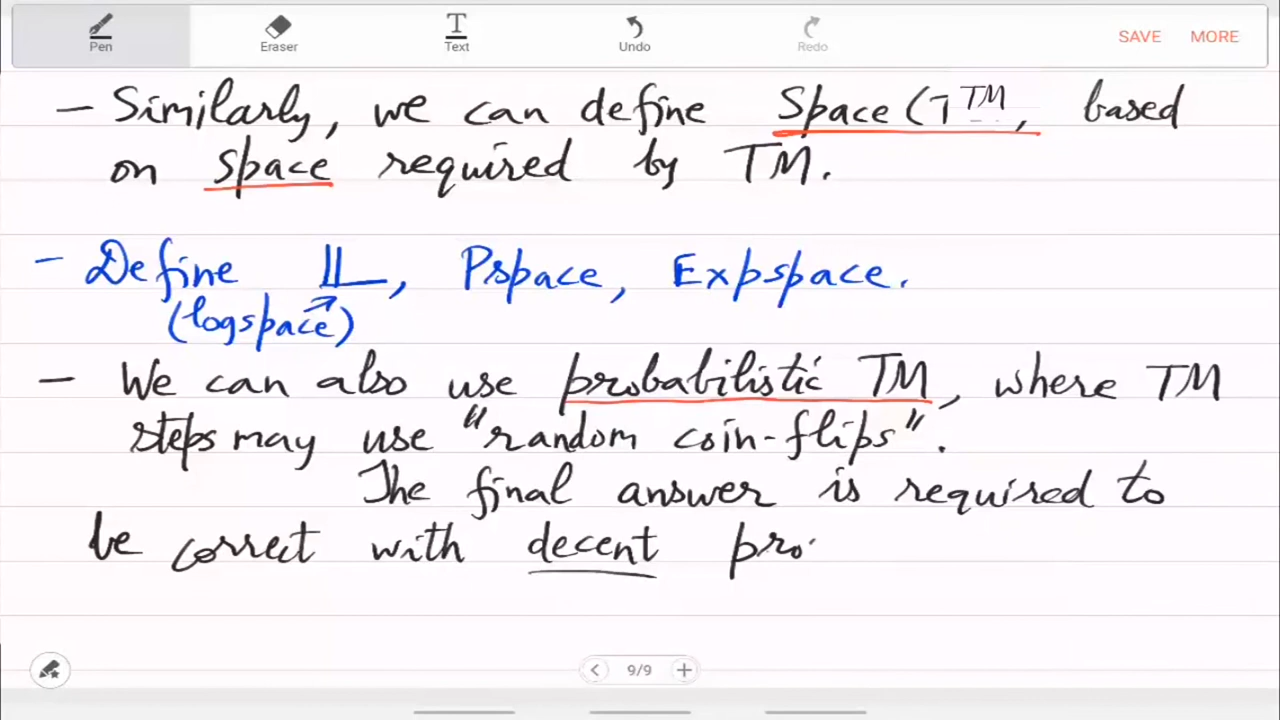 Pen Eraser Text Undo Redo SAVE MORE
- Similarly, we can define Space(T™, based
on space required by TM.
- Define 𝕃, Pspace, Expspace.
(logspace)
- We can also use probabilistic TM, where TM
steps may use "random coin-flips".
The final answer is required to
be correct with decent pro
9/9